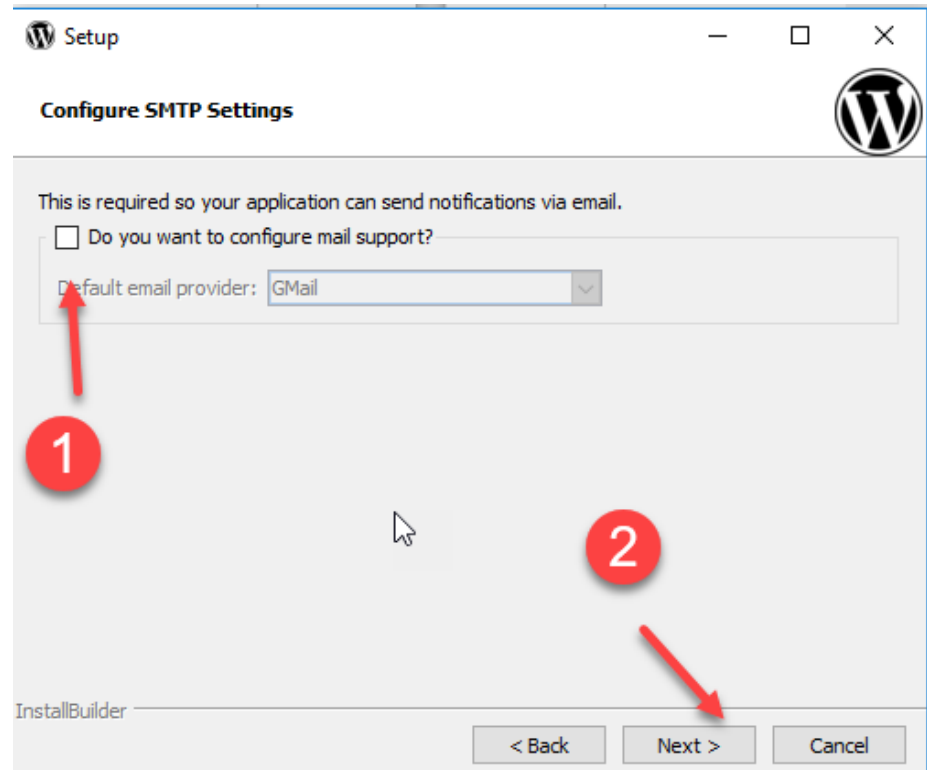 Setup
Configure SMTP Settings
This is required so your application can send notifications via email.
Do you want to configure mail support?
Default email provider: GMail
1
2
InstallBuilder
< Back Next > Cancel